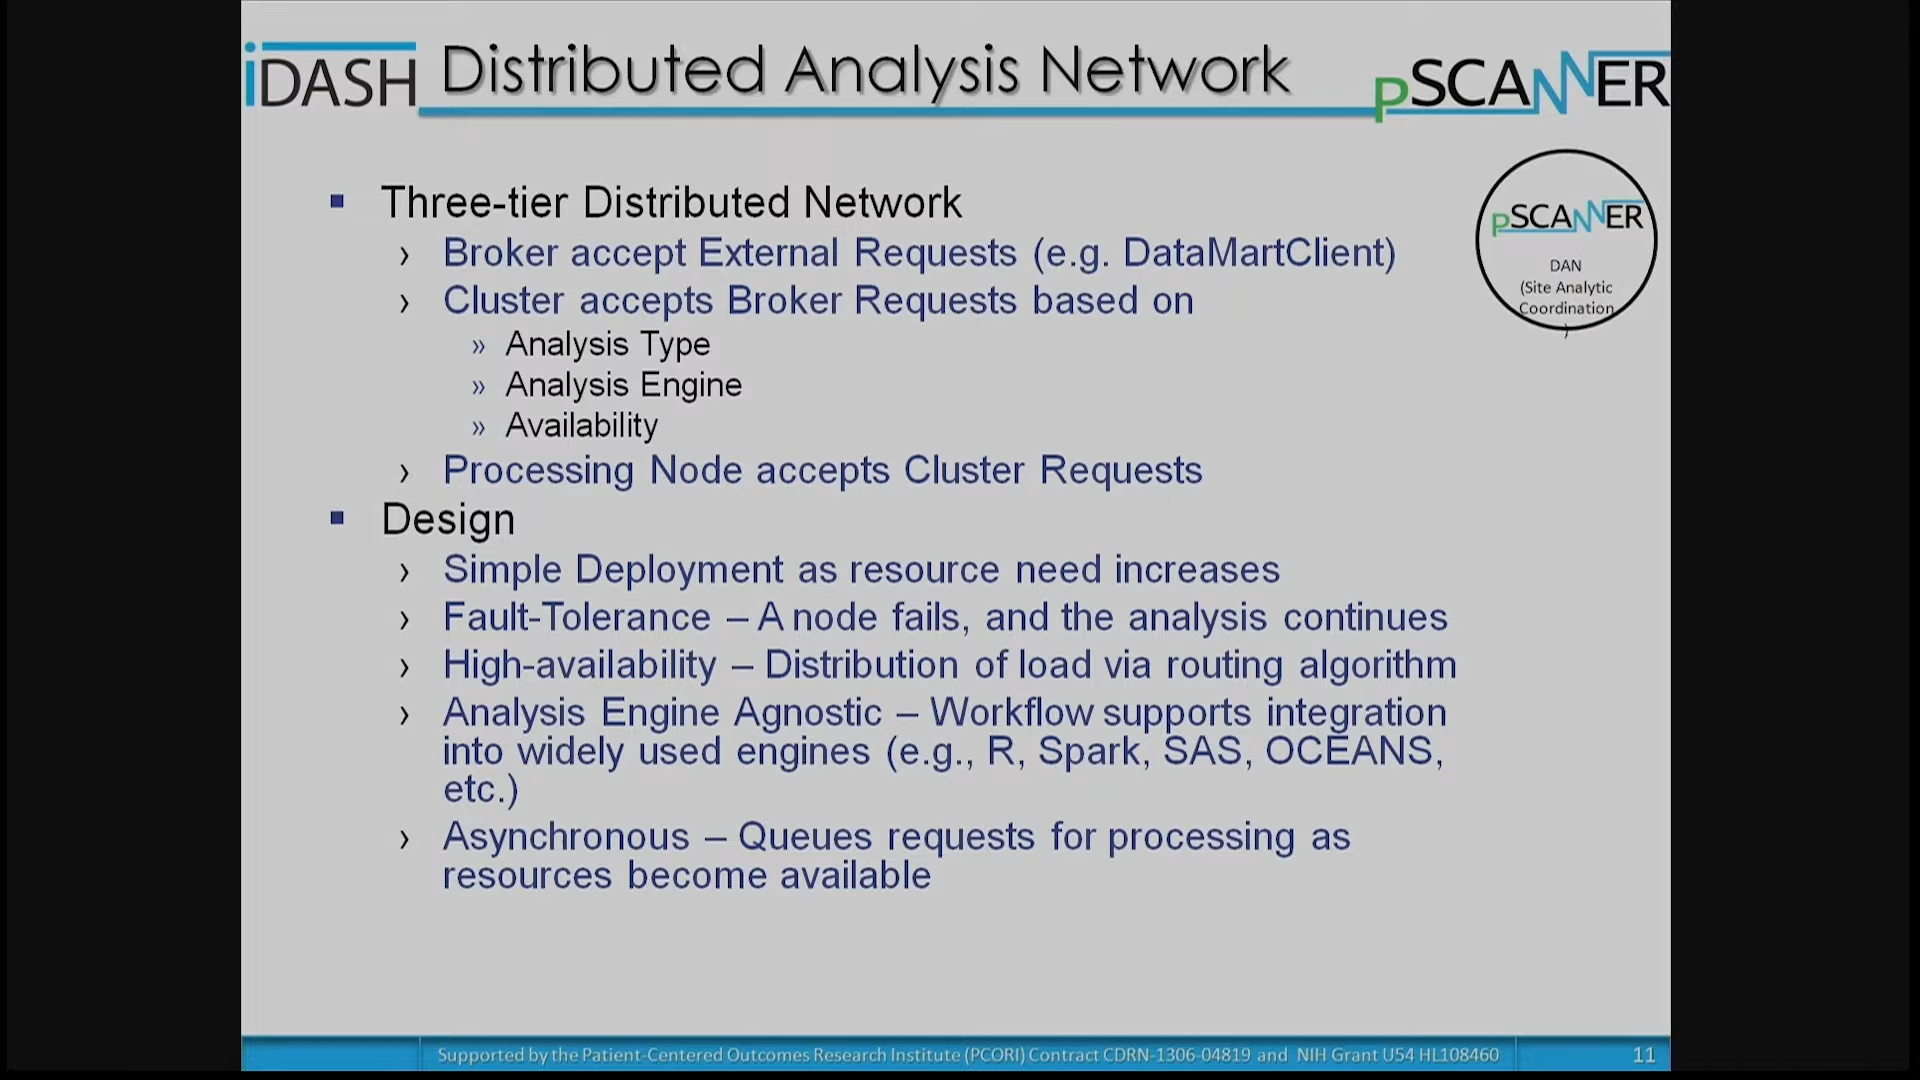 iDASH Distributed Analysis Network pSCANNER
Three-tier Distributed Network
› Broker accept External Requests (e.g. DataMartClient)
› Cluster accepts Broker Requests based on
» Analysis Type
» Analysis Engine
» Availability
› Processing Node accepts Cluster Requests
Design
› Simple Deployment as resource need increases
› Fault-Tolerance – A node fails, and the analysis continues
› High-availability – Distribution of load via routing algorithm
› Analysis Engine Agnostic – Workflow supports integration
into widely used engines (e.g., R, Spark, SAS, OCEANS,
etc.)
› Asynchronous – Queues requests for processing as
resources become available
pSCANNER
DAN
(Site Analytic
Coordination
)
Supported by the Patient-Centered Outcomes Research Institute (PCORI) Contract CDRN-1306-04819 and NIH Grant U54 HL108460
11